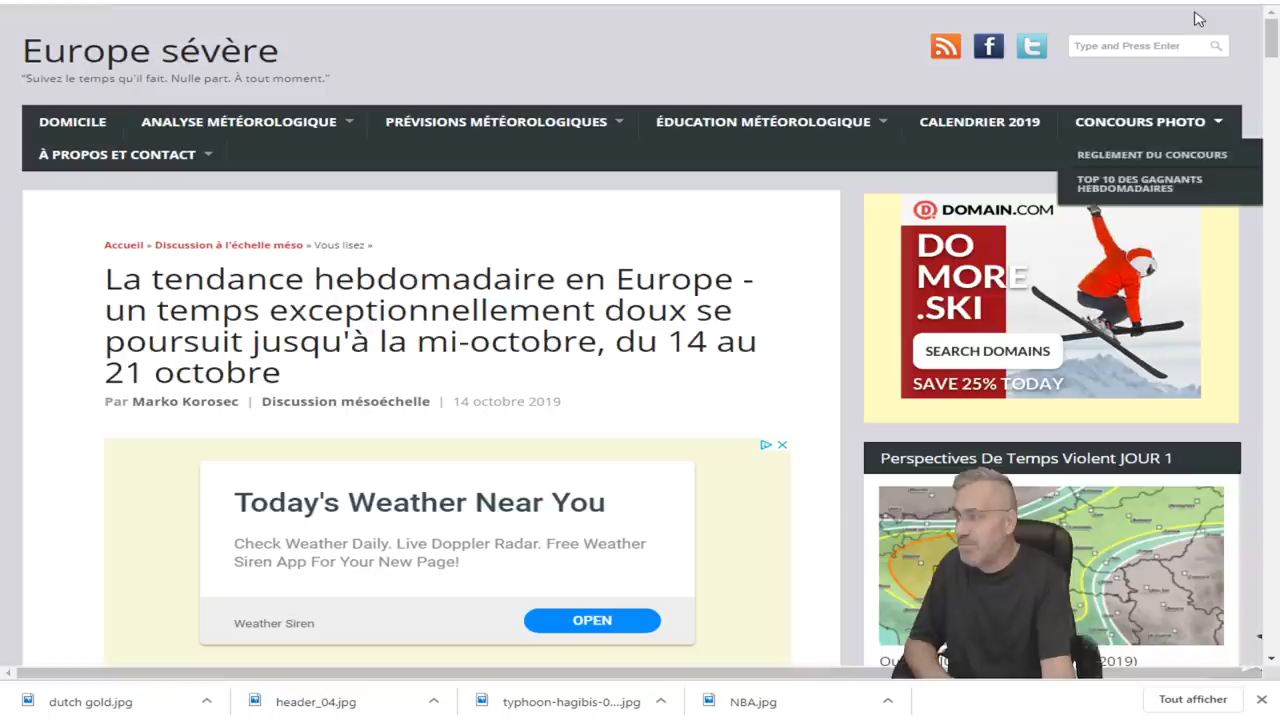 Europe sévère
"Suivez le temps qu'il fait. Nulle part. À tout moment."
Type and Press Enter
DOMICILE
ANALYSE MÉTÉOROLOGIQUE
PRÉVISIONS MÉTÉOROLOGIQUES
ÉDUCATION MÉTÉOROLOGIQUE
CALENDRIER 2019
CONCOURS PHOTO
À PROPOS ET CONTACT
REGLEMENT DU CONCOURS
TOP 10 DES GAGNANTS
HEBDOMADAIRES
Accueil » Discussion à l'échelle méso » Vous lisez »
La tendance hebdomadaire en Europe -
un temps exceptionnellement doux se
poursuit jusqu'à la mi-octobre, du 14 au
21 octobre
Par Marko Korosec | Discussion mésoéchelle | 14 octobre 2019
Today's Weather Near You
Check Weather Daily. Live Doppler Radar. Free Weather
Siren App For Your New Page!
Weather Siren
OPEN
DOMAIN.COM
DO
MORE
.SKI
SEARCH DOMAINS
SAVE 25% TODAY
Perspectives De Temps Violent JOUR 1
2019)
dutch gold.jpg
header_04.jpg
typhoon-hagibis-0....jpg
NBA.jpg
Tout afficher